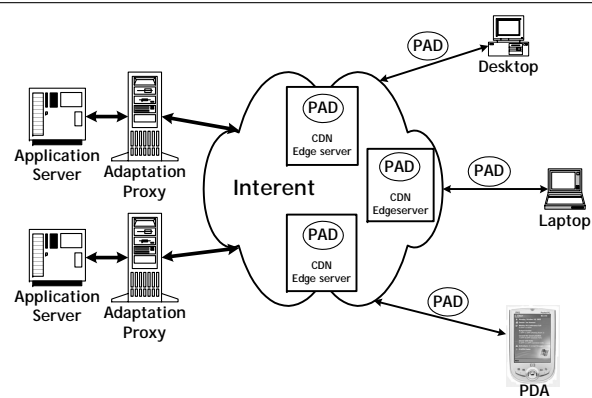 PAD
Desktop
PAD
CDN
Edge server
Application
Server
Adaptation
Proxy
Interent
PAD
CDN
Edgeserver
PAD
Laptop
PAD
CDN
Edge server
Application
Server
Adaptation
Proxy
PAD
PDA